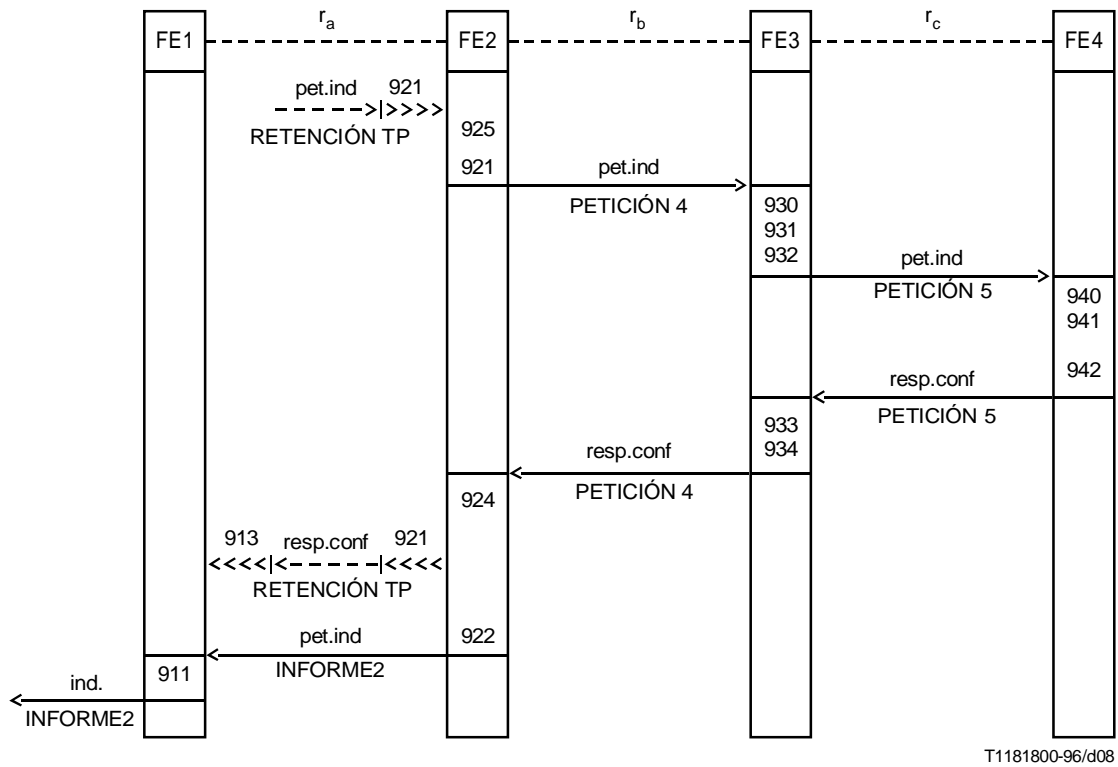 r_a r_b r_c
FE1 FE2 FE3 FE4
pet.ind 921
RETENCIÓN TP
925
921 pet.ind
PETICIÓN 4
930
931
932 pet.ind
PETICIÓN 5
940
941
942
resp.conf
PETICIÓN 5
933
934
resp.conf
PETICIÓN 4
924
913 resp.conf 921
RETENCIÓN TP
pet.ind 922
INFORME2
911
ind.
INFORME2
T1181800-96/d08